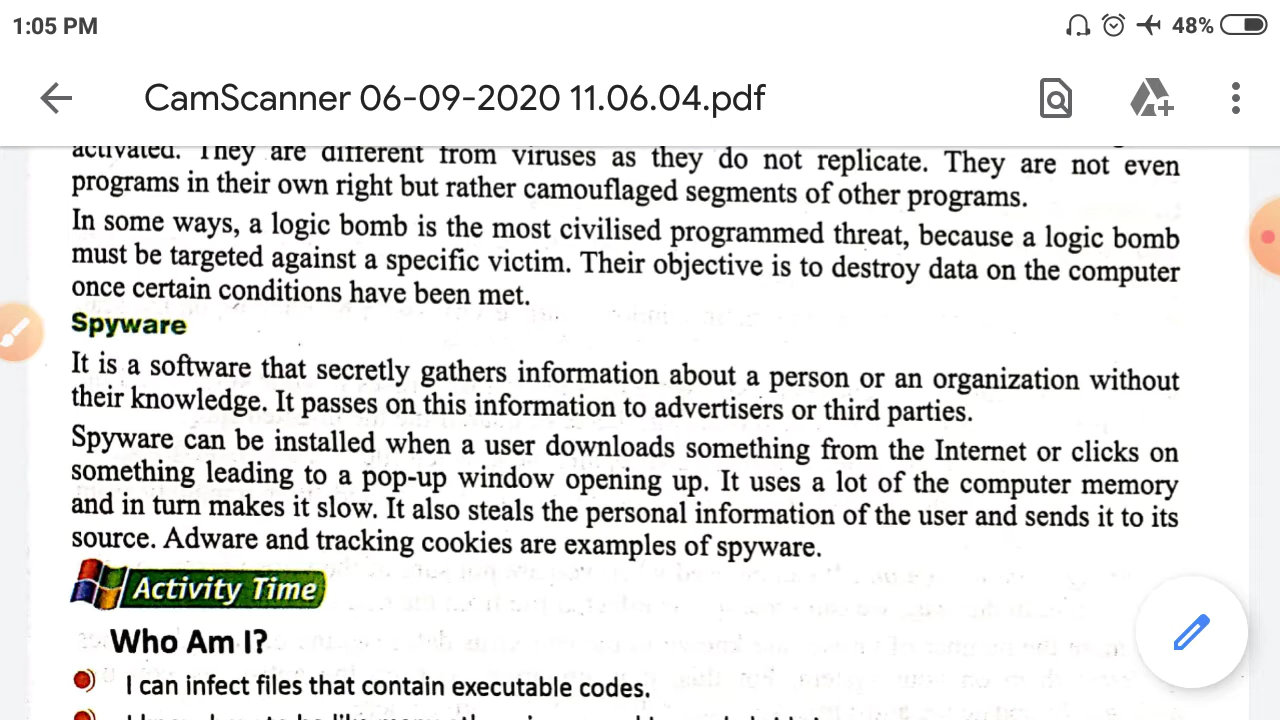 1:05 PM
48%
CamScanner 06-09-2020 11.06.04.pdf
activated. They are different from viruses as they do not replicate. They are not even
programs in their own right but rather camouflaged segments of other programs.
In some ways, a logic bomb is the most civilised programmed threat, because a logic bomb
must be targeted against a specific victim. Their objective is to destroy data on the computer
once certain conditions have been met.
Spyware
It is a software that secretly gathers information about a person or an organization without
their knowledge. It passes on this information to advertisers or third parties.
Spyware can be installed when a user downloads something from the Internet or clicks on
something leading to a pop-up window opening up. It uses a lot of the computer memory
and in turn makes it slow. It also steals the personal information of the user and sends it to its
source. Adware and tracking cookies are examples of spyware.
Activity Time
Who Am I?
I can infect files that contain executable codes.